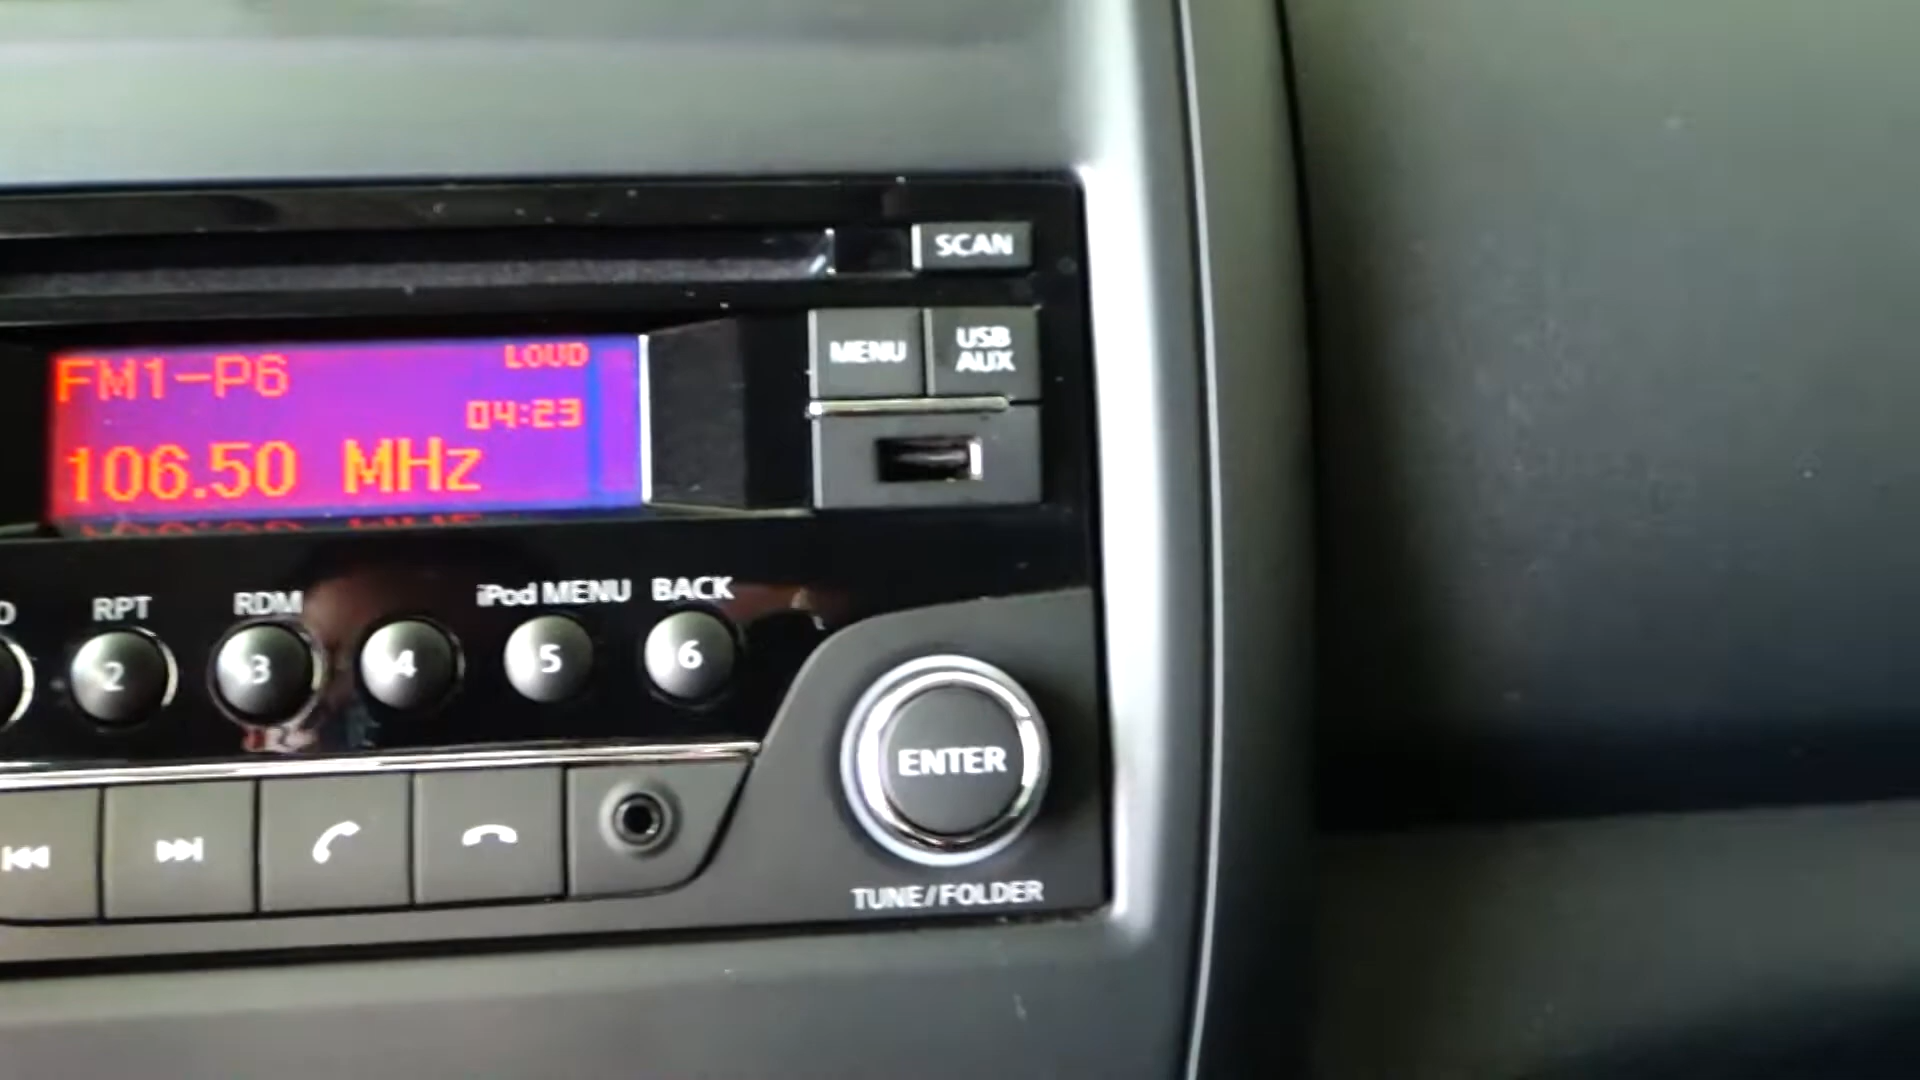 SCAN
MENU
USB
AUX
FM1-P6
LOUD
04:23
106.50 MHz
RPT
RDM
iPod MENU
BACK
2
3
4
5
6
ENTER
TUNE/FOLDER